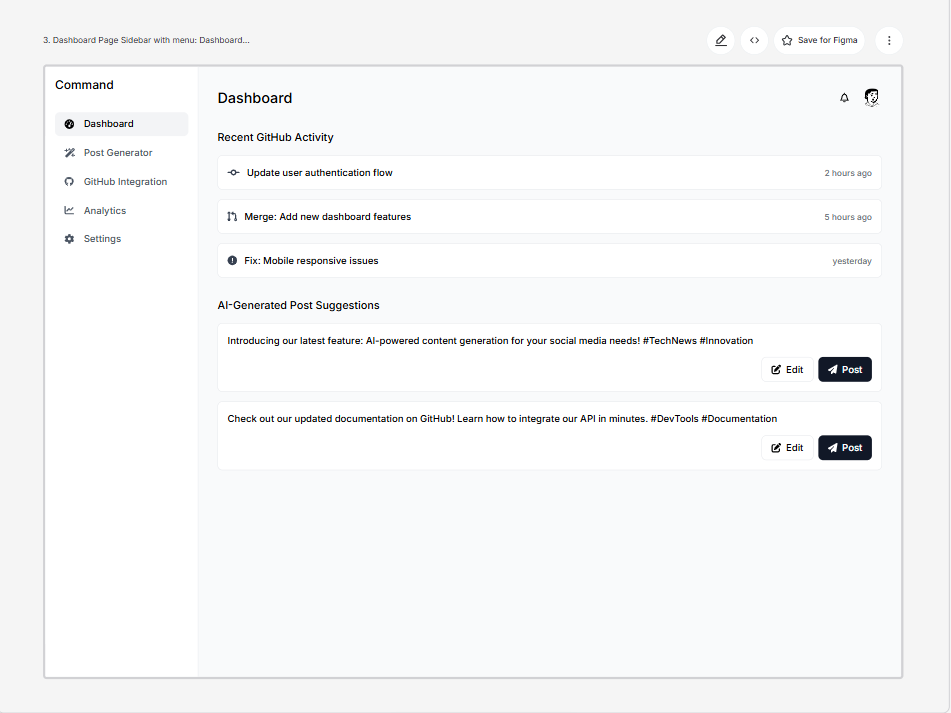 3. Dashboard Page Sidebar with menu: Dashboard...
Save for Figma
Command
Dashboard
Post Generator
GitHub Integration
Analytics
Settings
Dashboard
Recent GitHub Activity
Update user authentication flow
2 hours ago
Merge: Add new dashboard features
5 hours ago
Fix: Mobile responsive issues
yesterday
AI-Generated Post Suggestions
Introducing our latest feature: AI-powered content generation for your social media needs! #TechNews #Innovation
Edit
Post
Check out our updated documentation on GitHub! Learn how to integrate our API in minutes. #DevTools #Documentation
Edit
Post